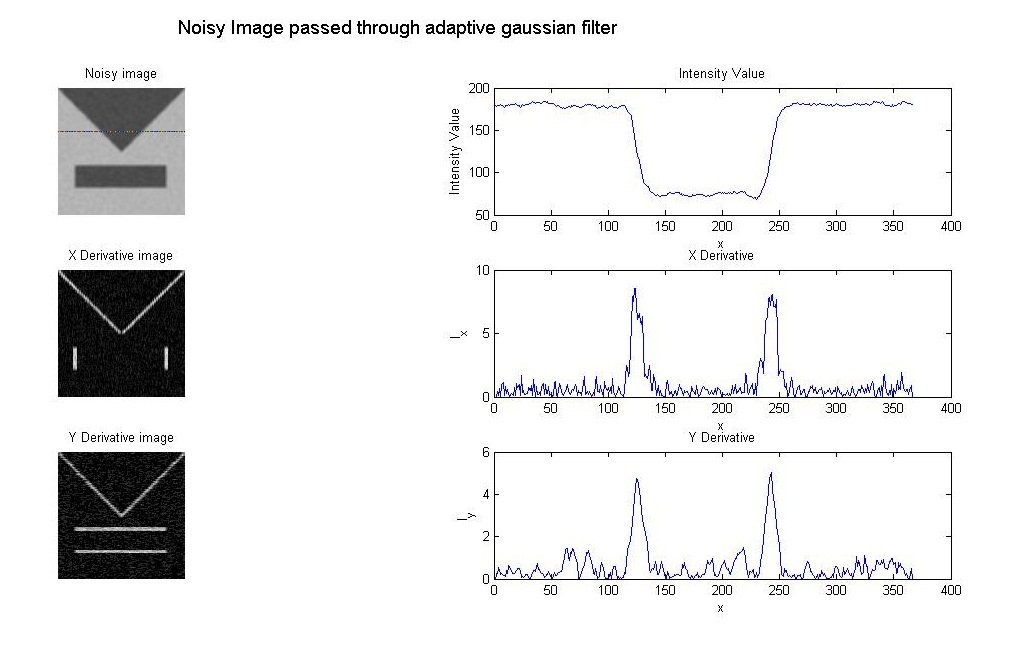 Noisy Image passed through adaptive gaussian filter
Noisy image
Intensity Value
Intensity Value
200
150
100
50
0 50 100 150 200 250 300 350 400
x
X Derivative image
X Derivative
I_x
10
5
0
0 50 100 150 200 250 300 350 400
x
Y Derivative image
Y Derivative
I_y
6
4
2
0
0 50 100 150 200 250 300 350 400
x